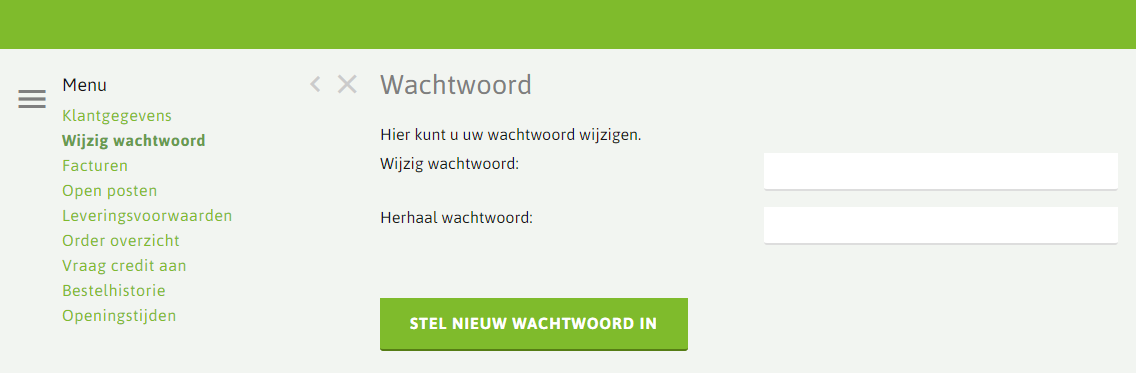 Menu
Klantgegevens
Wijzig wachtwoord
Facturen
Open posten
Leveringsvoorwaarden
Order overzicht
Vraag credit aan
Bestelhistorie
Openingstijden
Wachtwoord
Hier kunt u uw wachtwoord wijzigen.
Wijzig wachtwoord:
Herhaal wachtwoord:
STEL NIEUW WACHTWOORD IN